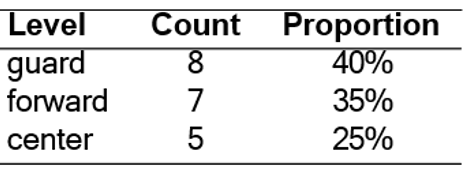 Level Count Proportion
guard 8 40%
forward 7 35%
center 5 25%